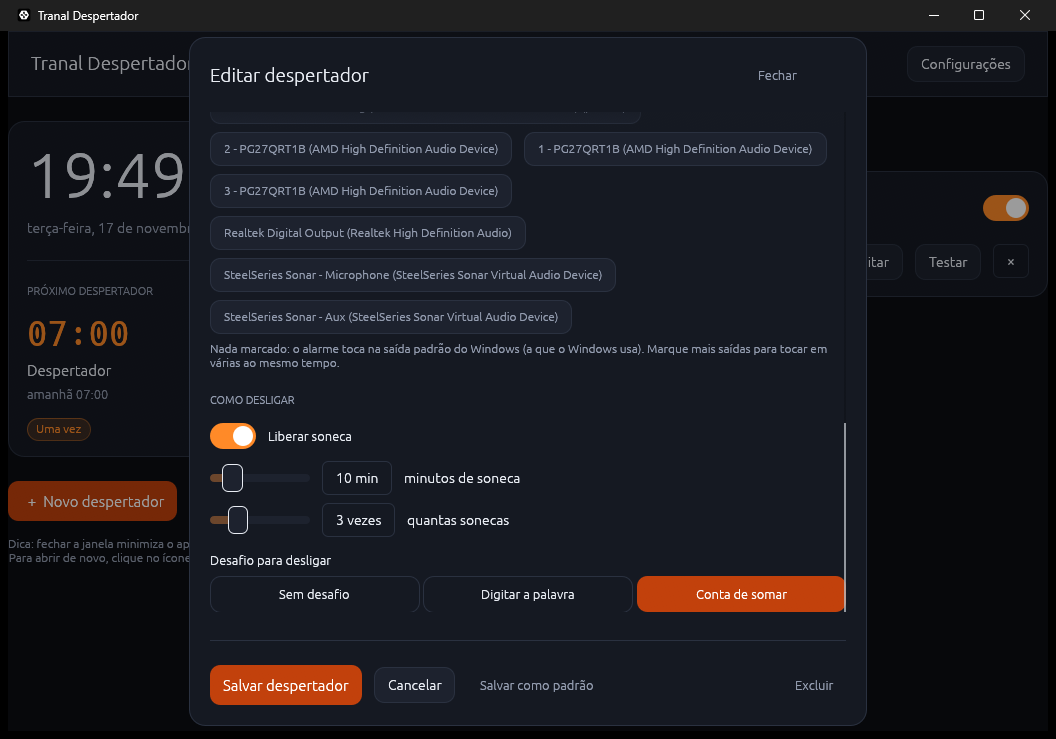 Tranal Despertador
Tranal Despertador
Configurações
Editar despertador
Fechar
19:49
terça-feira, 17 de novemb
PRÓXIMO DESPERTADOR
07:00
Despertador
amanhã 07:00
Uma vez
+ Novo despertador
Dica: fechar a janela minimiza o ap
Para abrir de novo, clique no ícone
2 - PG27QRT1B (AMD High Definition Audio Device)
1 - PG27QRT1B (AMD High Definition Audio Device)
3 - PG27QRT1B (AMD High Definition Audio Device)
Realtek Digital Output (Realtek High Definition Audio)
SteelSeries Sonar - Microphone (SteelSeries Sonar Virtual Audio Device)
SteelSeries Sonar - Aux (SteelSeries Sonar Virtual Audio Device)
Nada marcado: o alarme toca na saída padrão do Windows (a que o Windows usa). Marque mais saídas para tocar em
várias ao mesmo tempo.
COMO DESLIGAR
Liberar soneca
10 min
minutos de soneca
3 vezes
quantas sonecas
Desafio para desligar
Sem desafio
Digitar a palavra
Conta de somar
Salvar despertador
Cancelar
Salvar como padrão
Excluir
itar
Testar
×